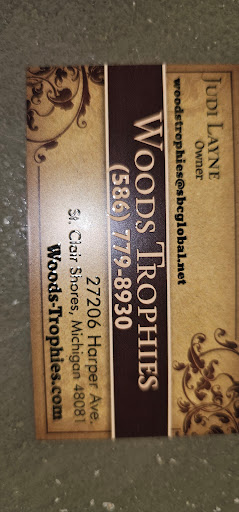 JUDI LAYNE
Owner
woodstrophies@sbcglobal.net
WOODS TROPHIES
(586) 779-8930
27206 Harper Ave.
St. Clair Shores, Michigan 48081
Woods-Trophies.com